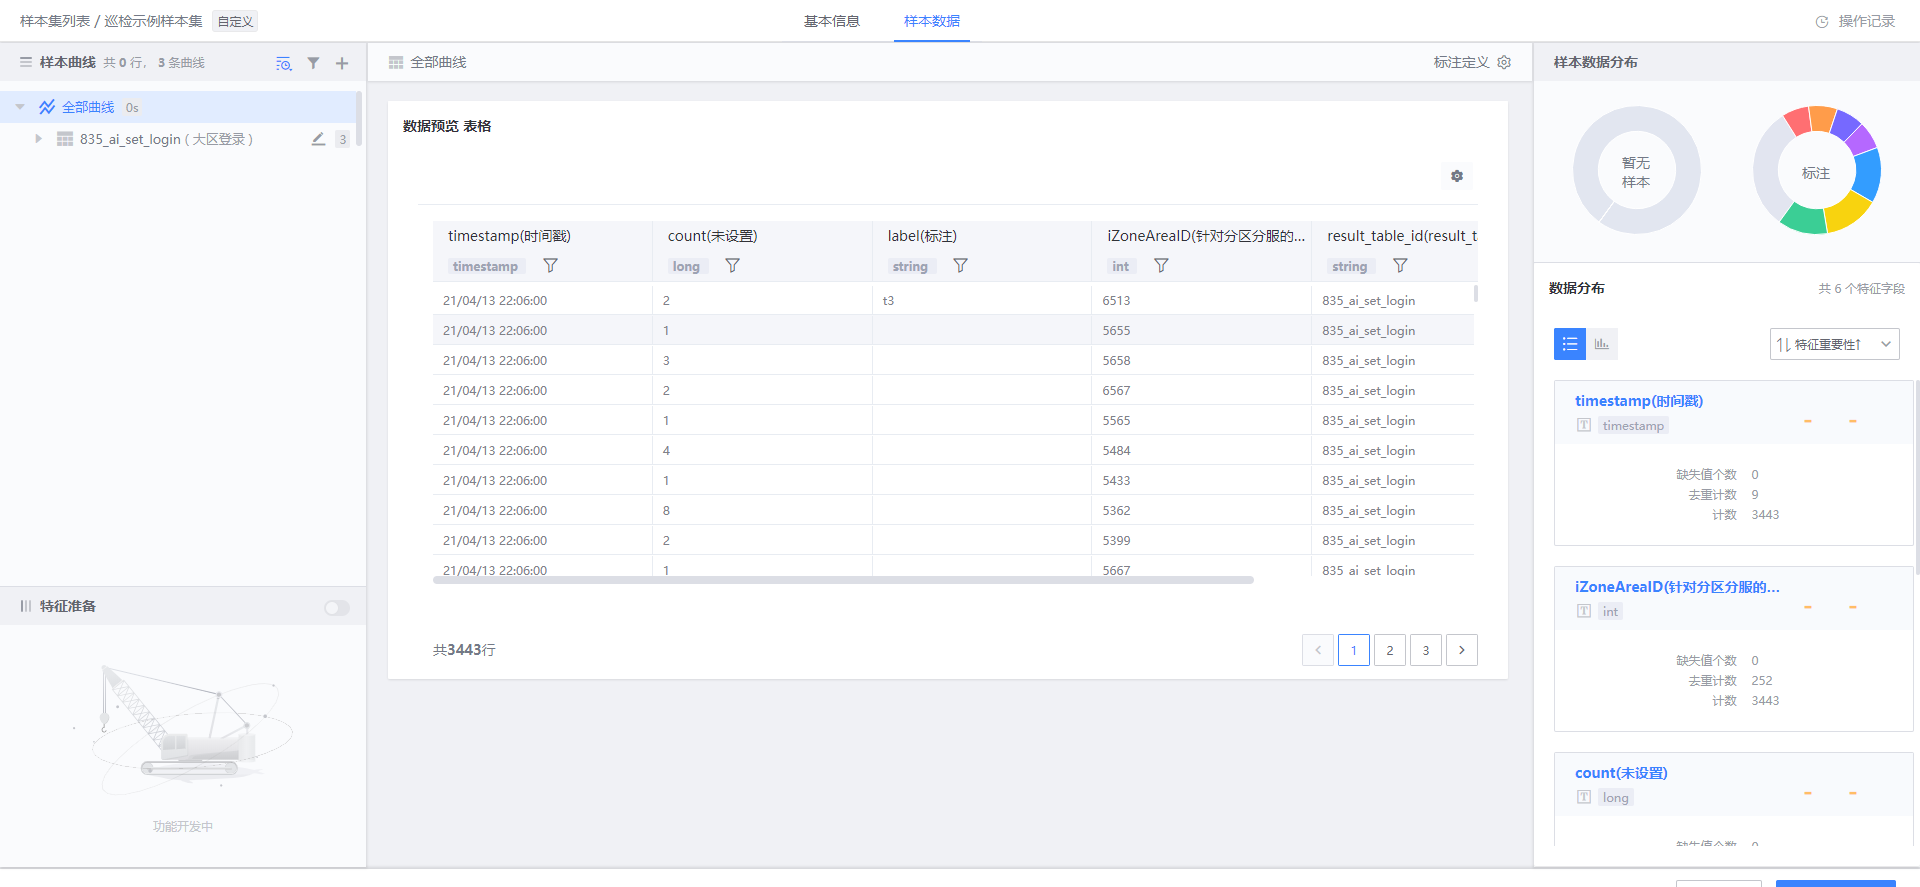 样本集列表 / 巡检示例样本集 自定义
基本信息 样本数据
操作记录
样本曲线 共 0 行， 3 条曲线
全部曲线 0s
835_ai_set_login ( 大区登录 ) 3
特征准备
功能开发中
全部曲线 标注定义
数据预览 表格
timestamp(时间戳) count(未设置) label(标注) iZoneAreaID(针对分区分服的... result_table_id(result_t
timestamp long string int string
21/04/13 22:06:00 2 t3 6513 835_ai_set_login
21/04/13 22:06:00 1 5655 835_ai_set_login
21/04/13 22:06:00 3 5658 835_ai_set_login
21/04/13 22:06:00 2 6567 835_ai_set_login
21/04/13 22:06:00 1 5565 835_ai_set_login
21/04/13 22:06:00 4 5484 835_ai_set_login
21/04/13 22:06:00 1 5433 835_ai_set_login
21/04/13 22:06:00 8 5362 835_ai_set_login
21/04/13 22:06:00 2 5399 835_ai_set_login
21/04/13 22:06:00 1 5667 835_ai_set_login
共3443行
1 2 3
样本数据分布
暂无
样本
标注
数据分布 共 6 个特征字段
特征重要性↑
timestamp(时间戳)
T timestamp - -
缺失值个数 0
去重计数 9
计数 3443
iZoneAreaID(针对分区分服的...
T int - -
缺失值个数 0
去重计数 252
计数 3443
count(未设置)
T long - -
缺失值个数 0